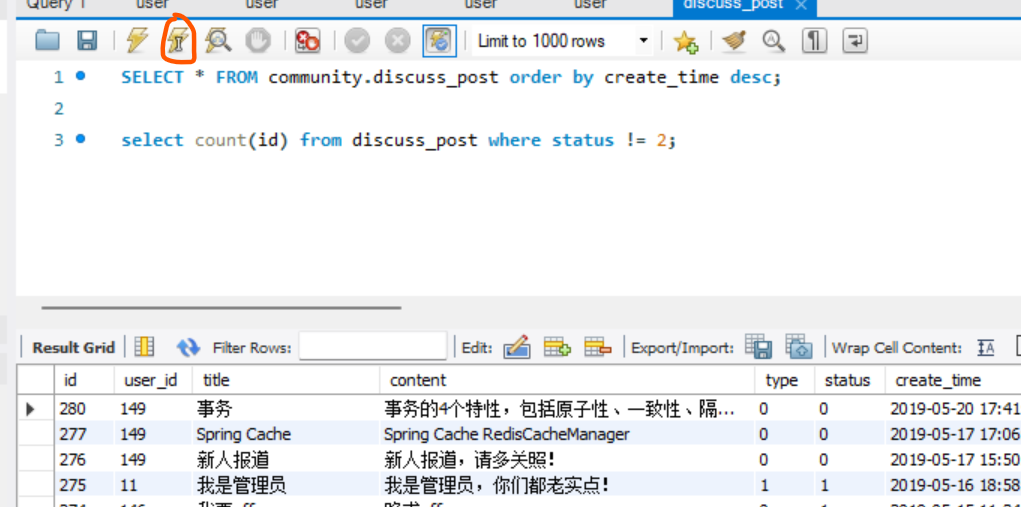 Query 1 user user user user user discuss_post
Limit to 1000 rows
1 SELECT * FROM community.discuss_post order by create_time desc;
2
3 select count(id) from discuss_post where status != 2;
Result Grid Filter Rows: Edit: Export/Import: Wrap Cell Content:
id user_id title content type status create_time
280 149 事务 事务的4个特性，包括原子性、一致性、隔... 0 0 2019-05-20 17:41
277 149 Spring Cache Spring Cache RedisCacheManager 0 0 2019-05-17 17:06
276 149 新人报道 新人报道，请多关照！ 0 0 2019-05-17 15:50
275 11 我是管理员 我是管理员，你们都老实点！ 1 1 2019-05-16 18:58